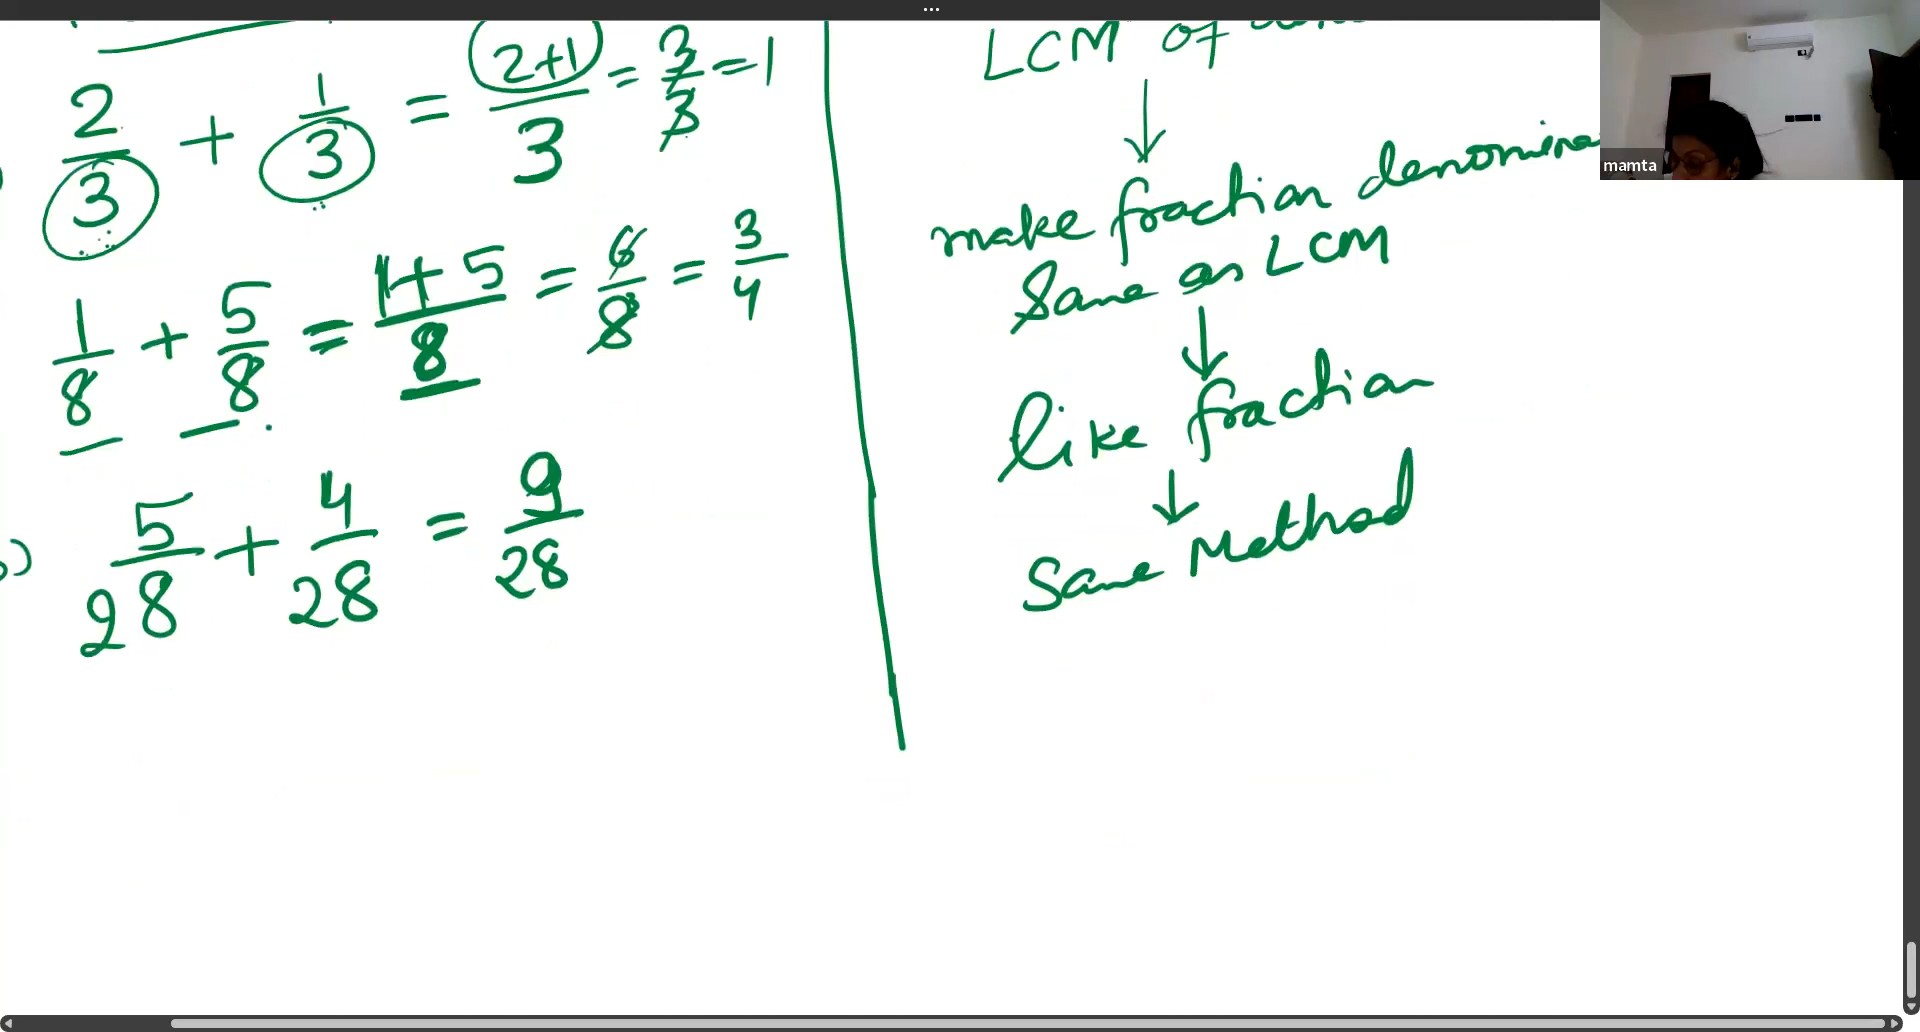 2/3 + 1/3 = (2+1)/3 = 3/3 = 1
1/8 + 5/8 = (1+5)/8 = 6/8 = 3/4
5/28 + 4/28 = 9/28
LCM of
make fraction denomina
Same as LCM
like fraction
Same Method
mamta